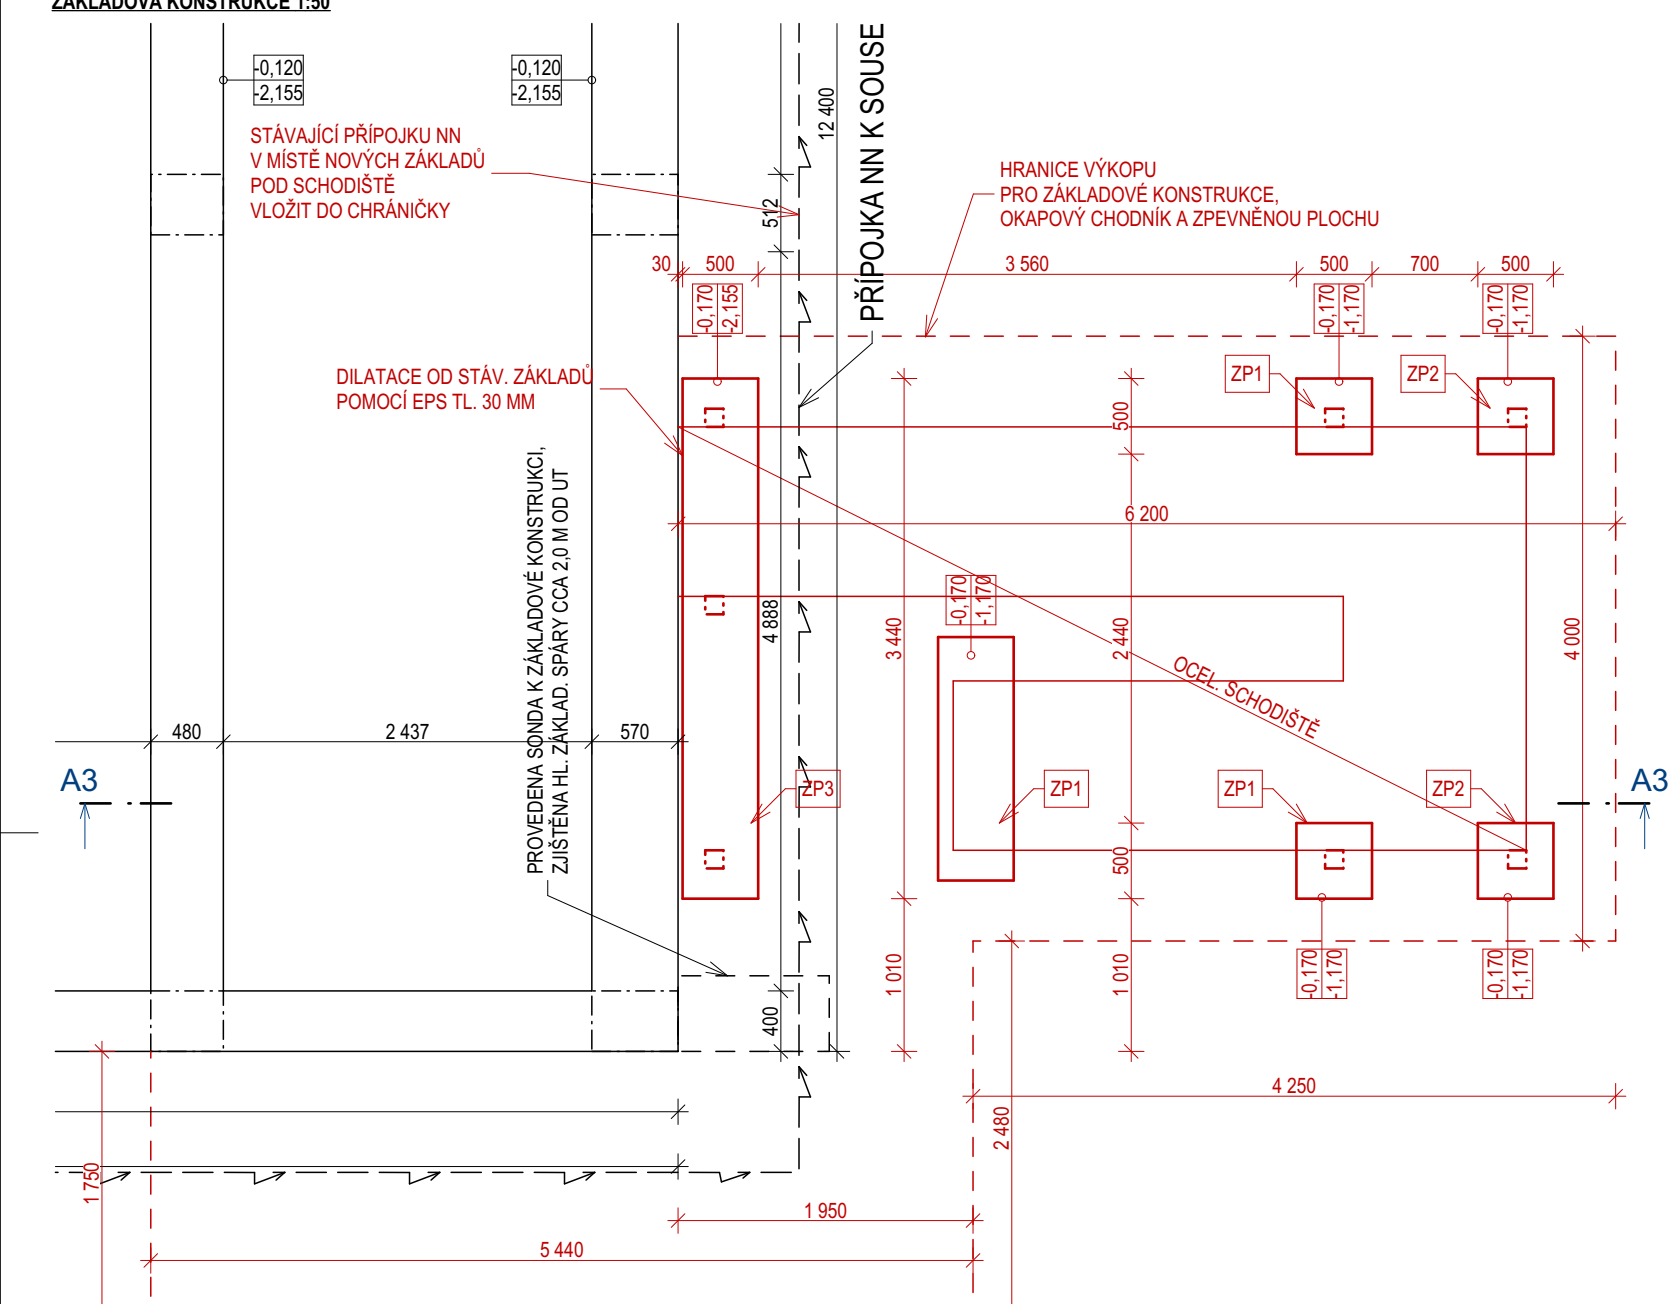 ZÁKLADOVÁ KONSTRUKCE 1:50
-0,120
-2,155
-0,120
-2,155
STÁVAJÍCÍ PŘÍPOJKU NN
V MÍSTĚ NOVÝCH ZÁKLADŮ
POD SCHODIŠTĚ
VLOŽIT DO CHRÁNIČKY
512
12 400
PŘÍPOJKA NN K SOUSE
HRANICE VÝKOPU
PRO ZÁKLADOVÉ KONSTRUKCE,
OKAPOVÝ CHODNÍK A ZPEVNĚNOU PLOCHU
30
500
3 560
500
700
500
-0,170
-2,155
-0,170
-1,170
-0,170
-1,170
DILATACE OD STÁV. ZÁKLADŮ
POMOCÍ EPS TL. 30 MM
ZP1
ZP2
500
PROVEDENA SONDA K ZÁKLADOVÉ KONSTRUKCI,
ZJIŠTĚNA HL. ZÁKLAD. SPÁRY CCA 2,0 M OD UT
6 200
-0,170
-1,170
4 888
3 440
2 440
4 000
OCEL. SCHODIŠTĚ
480
2 437
570
A3
ZP3
ZP1
ZP1
ZP2
A3
500
1 010
1 010
-0,170
-1,170
-0,170
-1,170
400
4 250
2 480
1 750
1 950
5 440